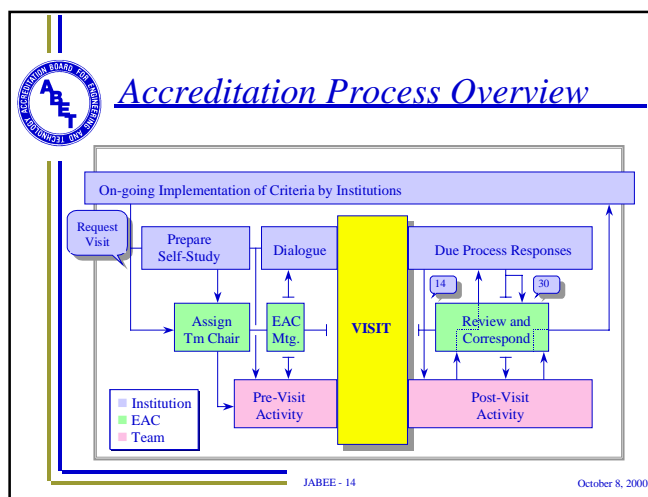 ACCREDITATION BOARD FOR ENGINEERING AND TECHNOLOGY
ABET
Accreditation Process Overview
On-going Implementation of Criteria by Institutions
Request
Visit
Prepare
Self-Study
Dialogue
Due Process Responses
14
30
Assign
Tm Chair
EAC
Mtg.
VISIT
Review and
Correspond
Pre-Visit
Activity
Post-Visit
Activity
Institution
EAC
Team
JABEE - 14
October 8, 2000